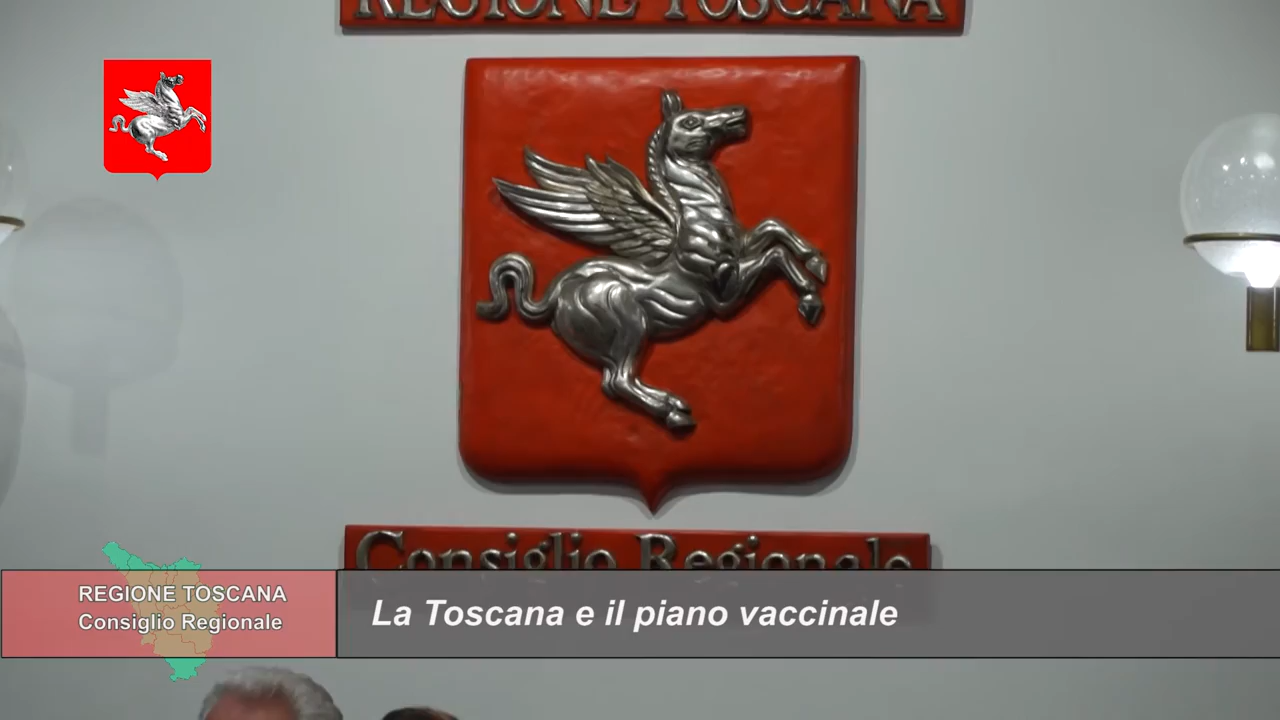 REGIONE TOSCANA
Consiglio Regionale
REGIONE TOSCANA
Consiglio Regionale
La Toscana e il piano vaccinale